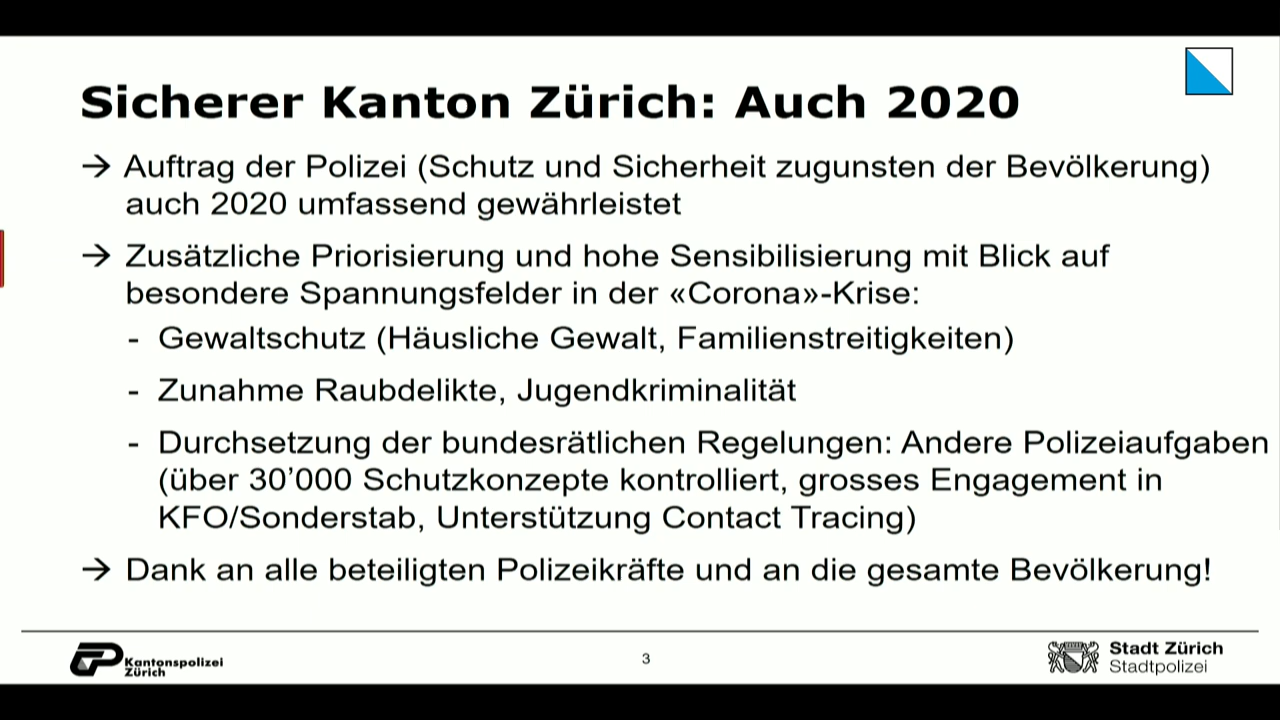 Sicherer Kanton Zürich: Auch 2020
→ Auftrag der Polizei (Schutz und Sicherheit zugunsten der Bevölkerung)
auch 2020 umfassend gewährleistet
→ Zusätzliche Priorisierung und hohe Sensibilisierung mit Blick auf
besondere Spannungsfelder in der «Corona»-Krise:
- Gewaltschutz (Häusliche Gewalt, Familienstreitigkeiten)
- Zunahme Raubdelikte, Jugendkriminalität
- Durchsetzung der bundesrätlichen Regelungen: Andere Polizeiaufgaben
(über 30’000 Schutzkonzepte kontrolliert, grosses Engagement in
KFO/Sonderstab, Unterstützung Contact Tracing)
→ Dank an alle beteiligten Polizeikräfte und an die gesamte Bevölkerung!
Kantonspolizei
Zürich
3
Stadt Zürich
Stadtpolizei